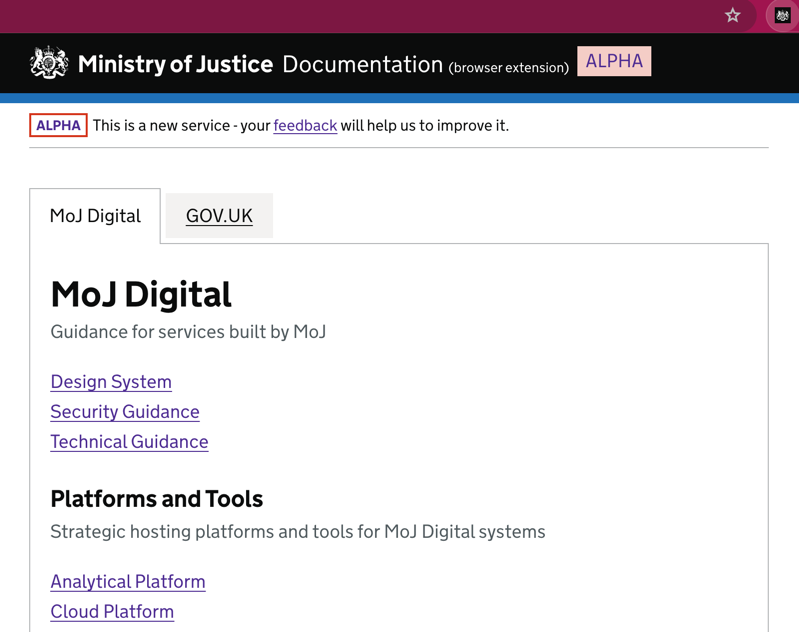 Ministry of Justice Documentation (browser extension) ALPHA
ALPHA This is a new service - your feedback will help us to improve it.
MoJ Digital GOV.UK
MoJ Digital
Guidance for services built by MoJ
Design System
Security Guidance
Technical Guidance
Platforms and Tools
Strategic hosting platforms and tools for MoJ Digital systems
Analytical Platform
Cloud Platform